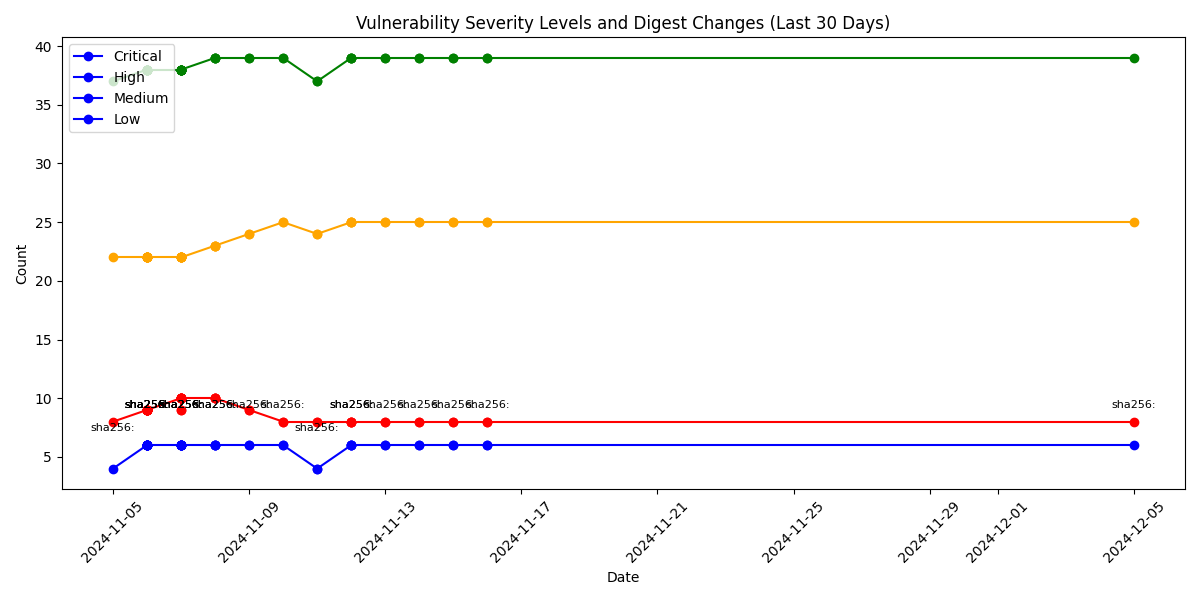 Vulnerability Severity Levels and Digest Changes (Last 30 Days)
Critical
High
Medium
Low
40
35
30
25
20
15
10
5
Count
sha256: sha256: sha256: sha256: sha256: sha256: sha256: sha256: sha256: sha256: sha256: sha256:
sha256: sha256:
2024-11-05
2024-11-09
2024-11-13
2024-11-17
2024-11-21
2024-11-25
2024-11-29
2024-12-01
2024-12-05
Date